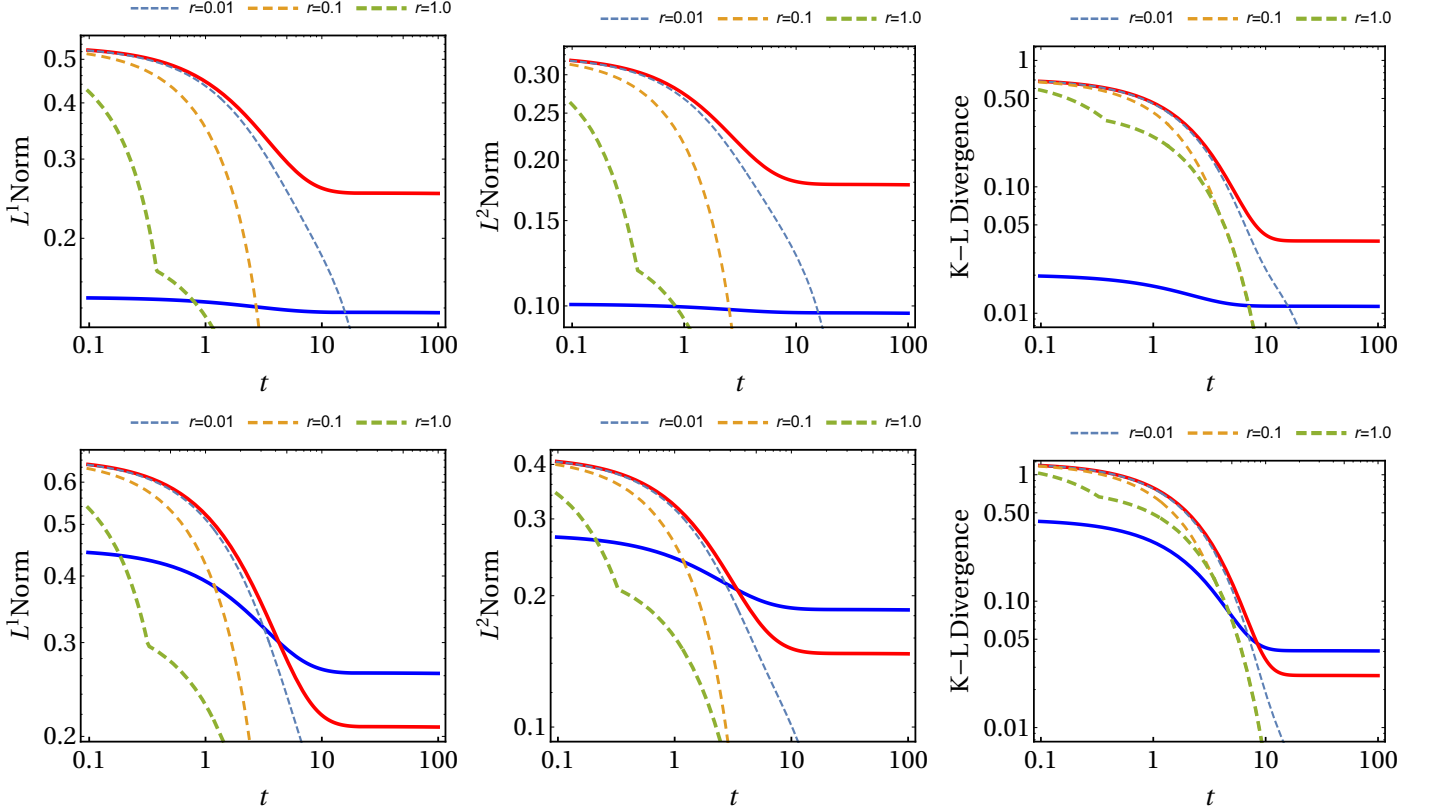 r=0.01 r=0.1 r=1.0
0.5
0.4
0.3
0.2
L¹Norm
0.1 1 10 100
t
r=0.01 r=0.1 r=1.0
0.30
0.25
0.20
0.15
0.10
L²Norm
0.1 1 10 100
t
r=0.01 r=0.1 r=1.0
1
0.50
0.10
0.05
0.01
K–L Divergence
0.1 1 10 100
t
r=0.01 r=0.1 r=1.0
0.6
0.5
0.4
0.3
0.2
L¹Norm
0.1 1 10 100
t
r=0.01 r=0.1 r=1.0
0.4
0.3
0.2
0.1
L²Norm
0.1 1 10 100
t
r=0.01 r=0.1 r=1.0
1
0.50
0.10
0.05
0.01
K–L Divergence
0.1 1 10 100
t